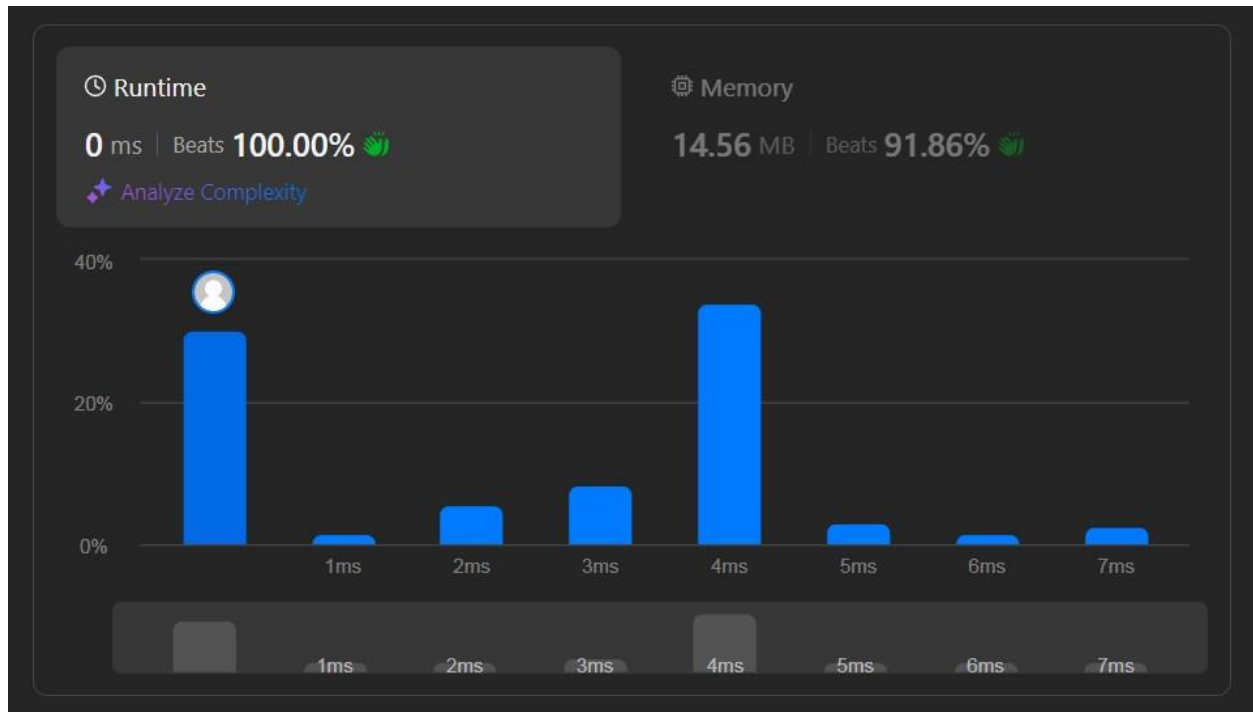 Runtime
0 ms | Beats 100.00%
Analyze Complexity
Memory
14.56 MB | Beats 91.86%
40%
20%
0%
1ms 2ms 3ms 4ms 5ms 6ms 7ms
1ms 2ms 3ms 4ms 5ms 6ms 7ms